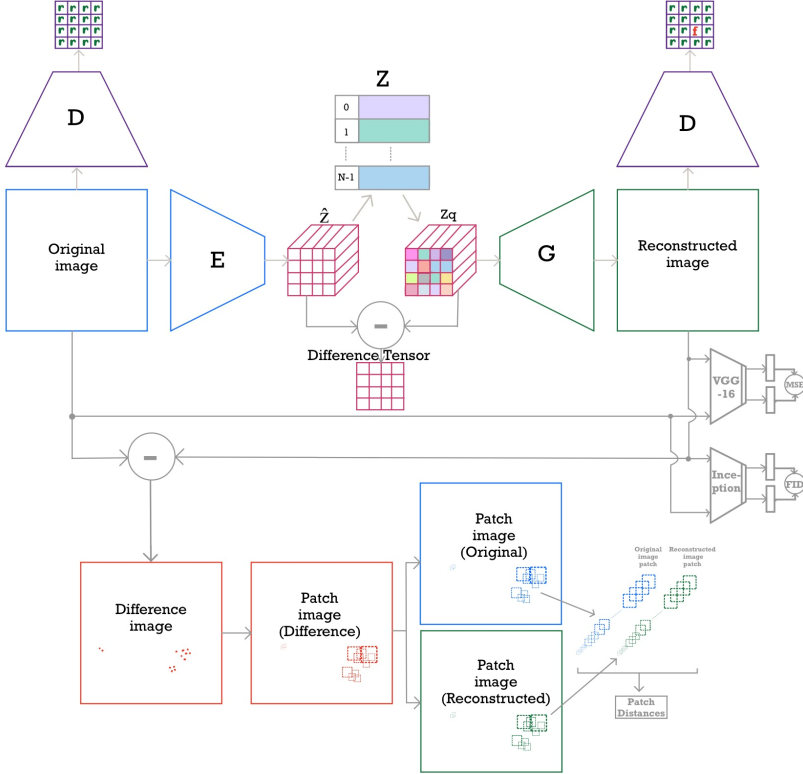 r r r r
r r r r
r r r r
r r r r
r r r r
r r r r
r r f r
r r r r
D
D
Z
0
1
N-1
Original
image
E
Ẑ
Zq
G
Reconstructed
image
-
Difference Tensor
VGG
-16
MSE
-
Ince-
ption
FID
Patch
image
(Original)
Original
image
patch
Reconstructed
image
patch
Difference
image
Patch
image
(Difference)
Patch
image
(Reconstructed)
Patch
Distances